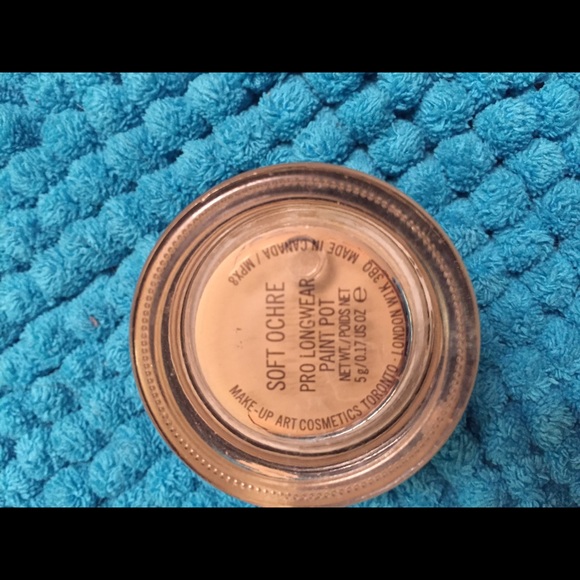 SOFT OCHRE
PRO LONGWEAR
PAINT POT
NET WT./POIDS NET
5 g/0.17 US OZ ℮
MAKE-UP ART COSMETICS TORONTO · LONDON W1K 3BQ
MADE IN CANADA / MPX8